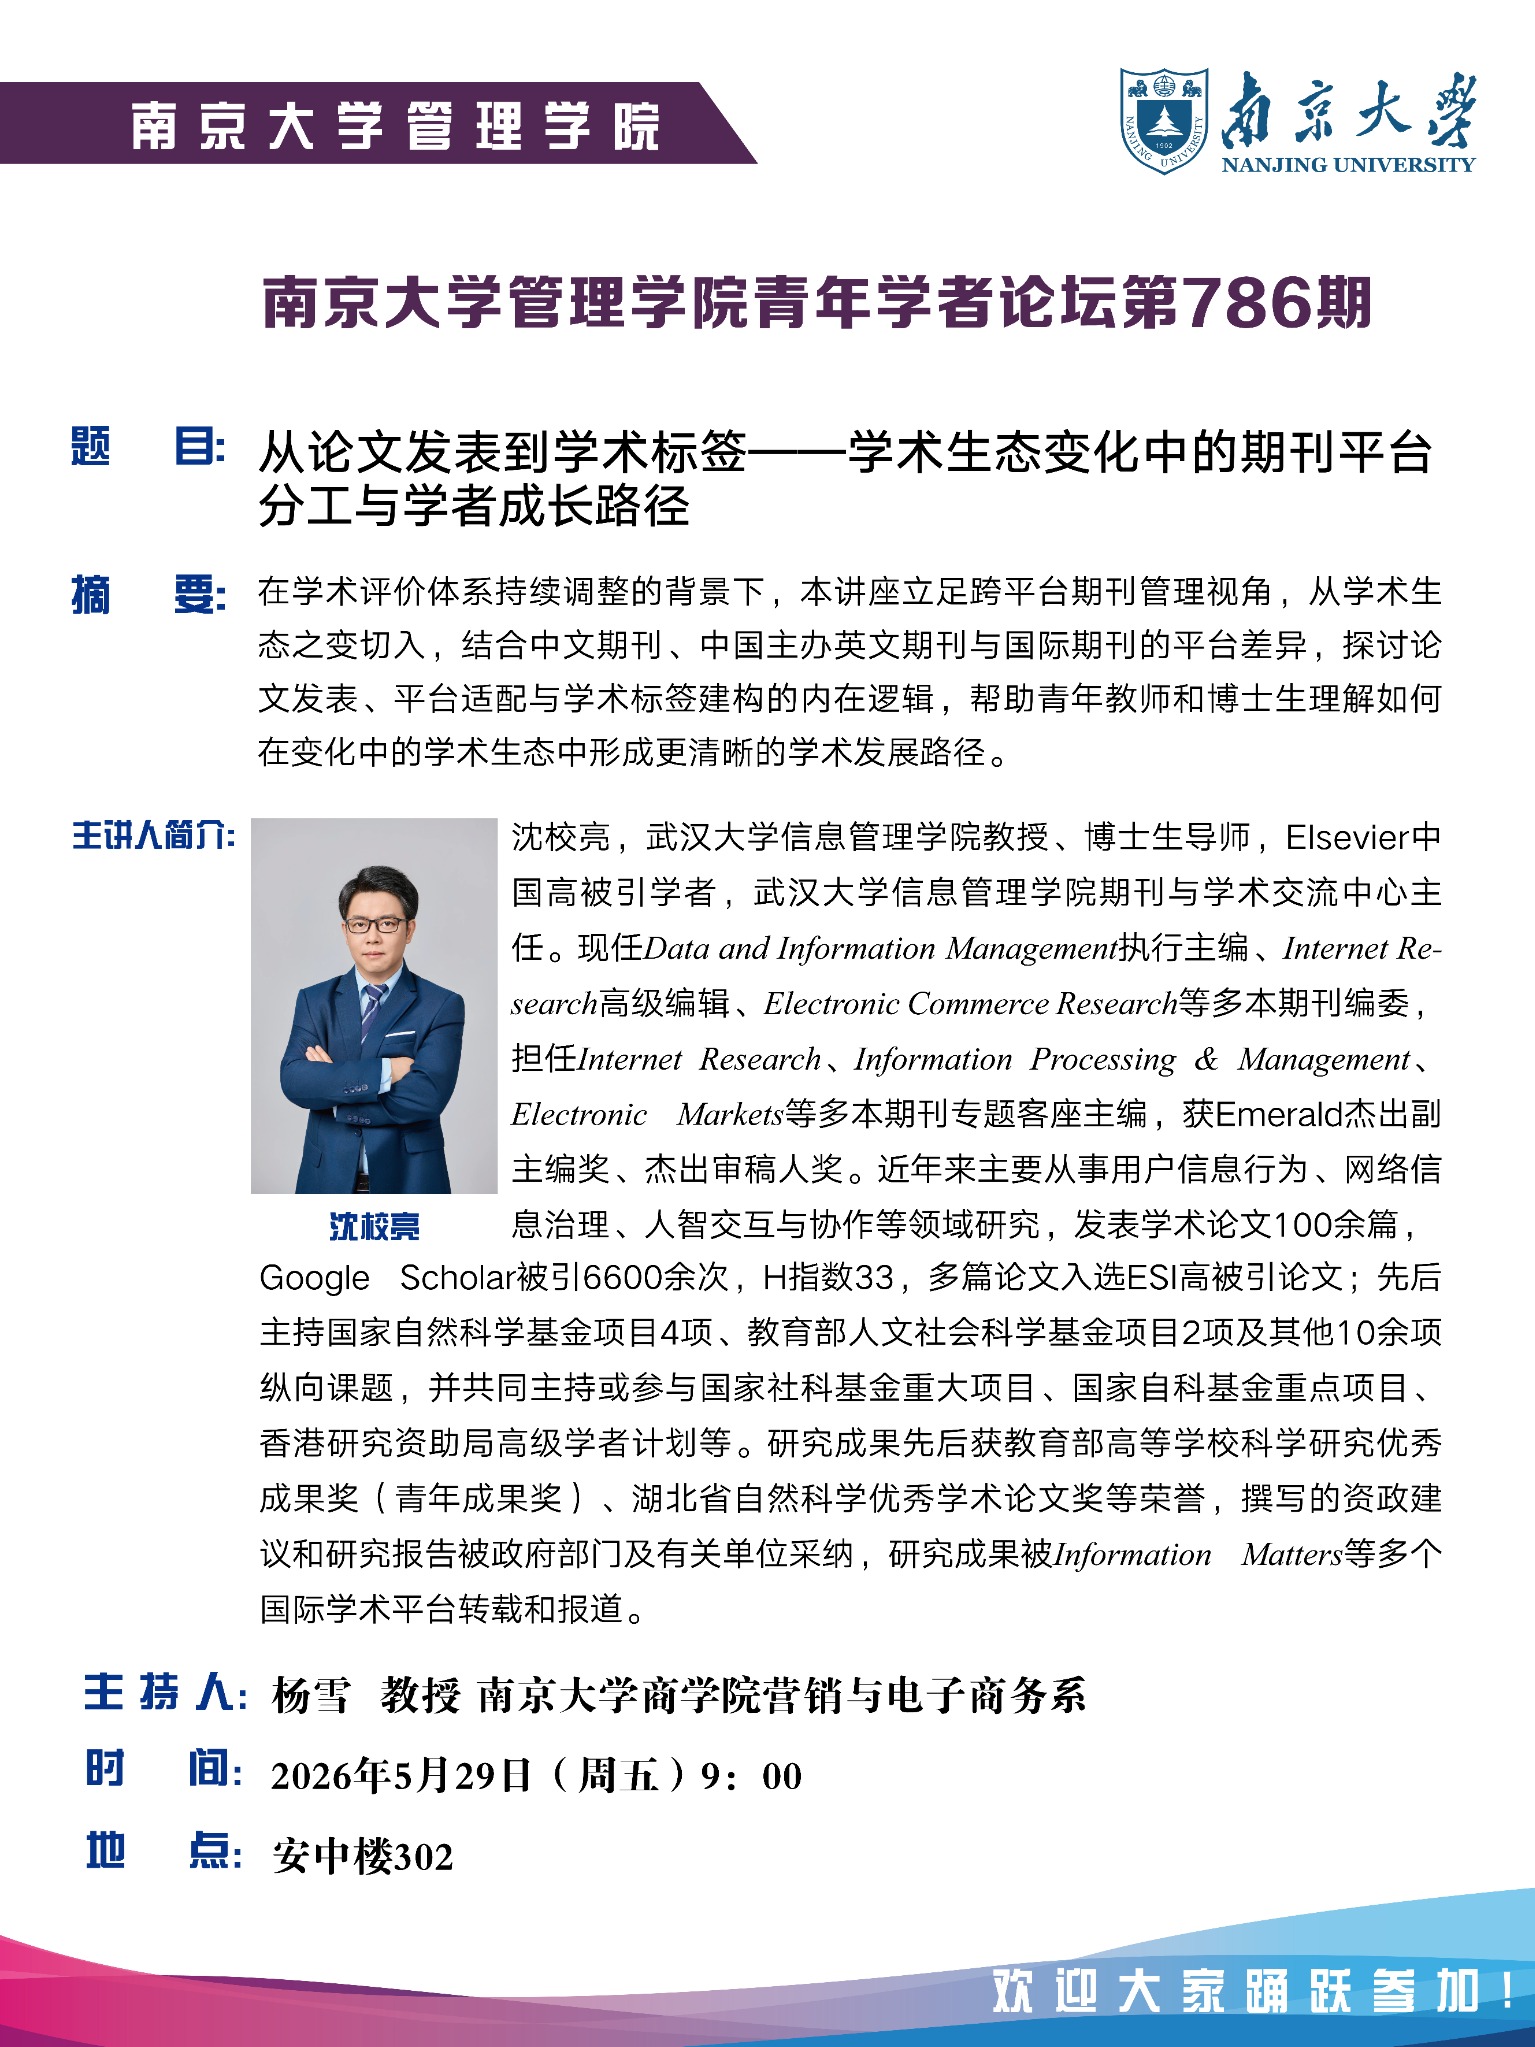 南京大学管理学院
南京大学
NANJING UNIVERSITY
NANJING UNIVERSITY
1902
南京大学管理学院青年学者论坛第786期
题 目: 从论文发表到学术标签——学术生态变化中的期刊平台
分工与学者成长路径
摘 要: 在学术评价体系持续调整的背景下，本讲座立足跨平台期刊管理视角，从学术生
态之变切入，结合中文期刊、中国主办英文期刊与国际期刊的平台差异，探讨论
文发表、平台适配与学术标签建构的内在逻辑，帮助青年教师和博士生理解如何
在变化中的学术生态中形成更清晰的学术发展路径。
主讲人简介: 沈校亮，武汉大学信息管理学院教授、博士生导师，Elsevier中
国高被引学者，武汉大学信息管理学院期刊与学术交流中心主
任。现任Data and Information Management执行主编、Internet Re-
search高级编辑、Electronic Commerce Research等多本期刊编委，
担任Internet Research、Information Processing & Management、
Electronic Markets等多本期刊专题客座主编，获Emerald杰出副
主编奖、杰出审稿人奖。近年来主要从事用户信息行为、网络信
息治理、人智交互与协作等领域研究，发表学术论文100余篇，
沈校亮
Google Scholar被引6600余次，H指数33，多篇论文入选ESI高被引论文；先后
主持国家自然科学基金项目4项、教育部人文社会科学基金项目2项及其他10余项
纵向课题，并共同主持或参与国家社科基金重大项目、国家自科基金重点项目、
香港研究资助局高级学者计划等。研究成果先后获教育部高等学校科学研究优秀
成果奖（青年成果奖）、湖北省自然科学优秀学术论文奖等荣誉，撰写的资政建
议和研究报告被政府部门及有关单位采纳，研究成果被Information Matters等多个
国际学术平台转载和报道。
主持人: 杨雪 教授 南京大学商学院营销与电子商务系
时 间: 2026年5月29日（周五）9：00
地 点: 安中楼302
欢迎大家踊跃参加！